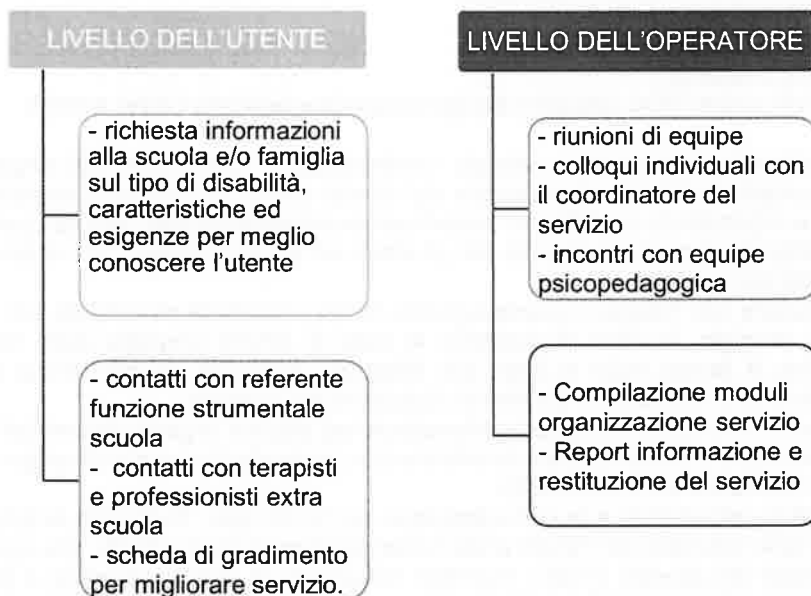 LIVELLO DELL'UTENTE
- richiesta informazioni
alla scuola e/o famiglia
sul tipo di disabilità,
caratteristiche ed
esigenze per meglio
conoscere l'utente
- contatti con referente
funzione strumentale
scuola
- contatti con terapisti
e professionisti extra
scuola
- scheda di gradimento
per migliorare servizio.
LIVELLO DELL'OPERATORE
- riunioni di equipe
- colloqui individuali con
il coordinatore del
servizio
- incontri con equipe
psicopedagogica
- Compilazione moduli
organizzazione servizio
- Report informazione e
restituzione del servizio